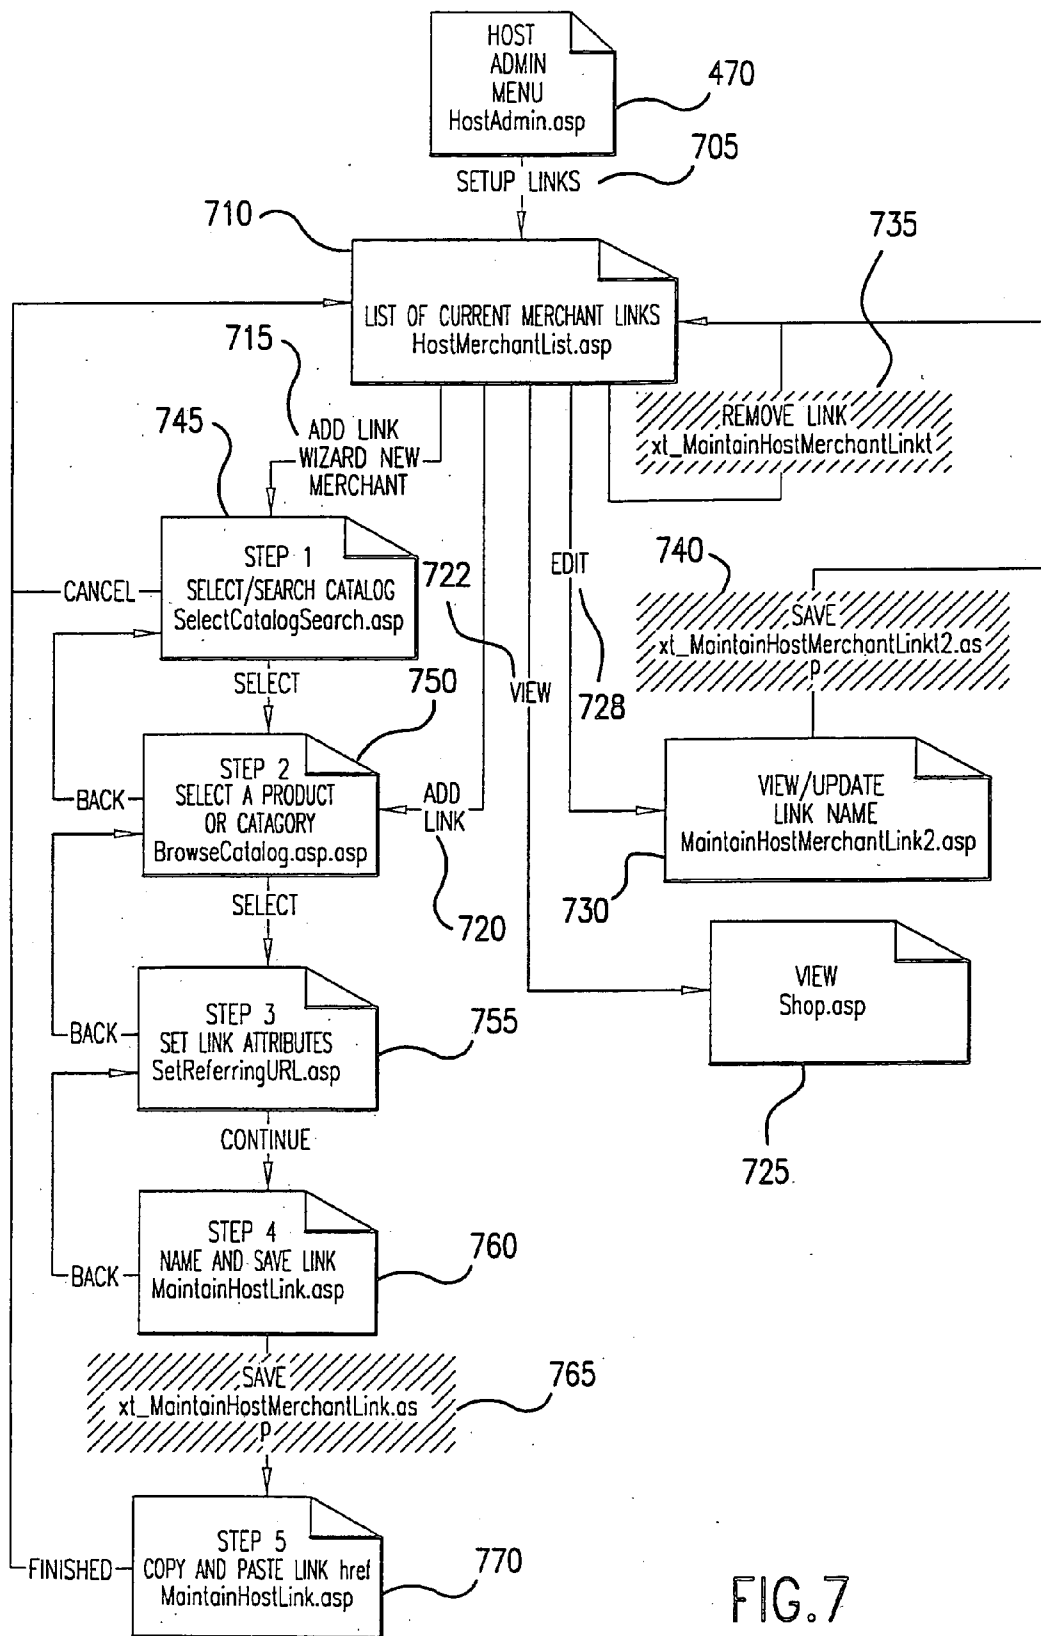 HOST
ADMIN
MENU
HostAdmin.asp
470
705
SETUP LINKS
710
735
LIST OF CURRENT MERCHANT LINKS
HostMerchantList.asp
715
745
ADD LINK
WIZARD NEW
MERCHANT
REMOVE LINK
xt_MaintainHostMerchantLinkt
STEP 1
SELECT/SEARCH CATALOG
SelectCatalogSearch.asp
CANCEL
722
EDIT
740
SAVE
xt_MaintainHostMerchantLinkt2.as
p
SELECT
750
VIEW
728
STEP 2
SELECT A PRODUCT
OR CATAGORY
BrowseCatalog.asp.asp
BACK
ADD
LINK
VIEW/UPDATE
LINK NAME
MaintainHostMerchantLink2.asp
730
SELECT
720
STEP 3
SET LINK ATTRIBUTES
SetReferringURL.asp
BACK
755
VIEW
Shop.asp
725
CONTINUE
STEP 4
NAME AND SAVE LINK
MaintainHostLink.asp
BACK
760
SAVE
xt_MaintainHostMerchantLink.as
p
765
STEP 5
COPY AND PASTE LINK href
MaintainHostLink.asp
FINISHED
770
FIG.7